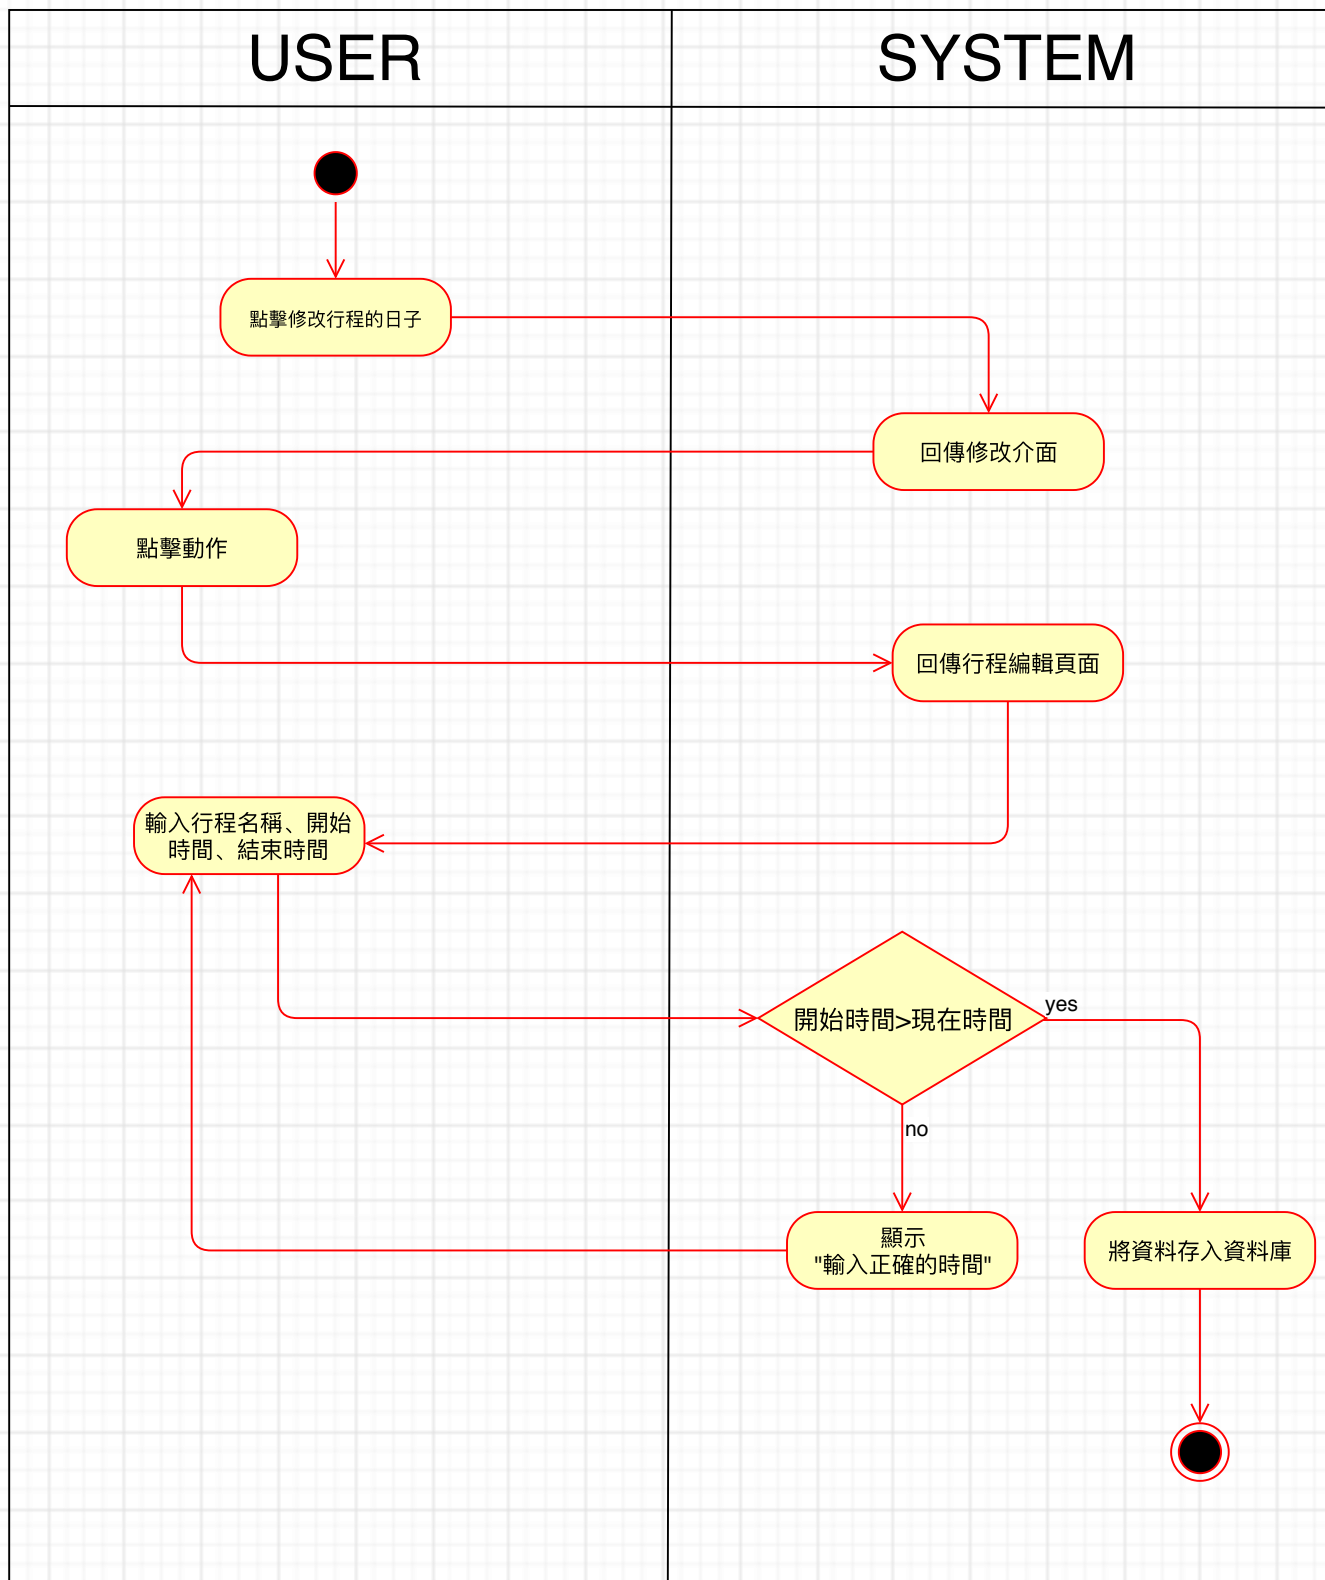 USER
SYSTEM
點擊修改行程的日子
回傳修改介面
點擊動作
回傳行程編輯頁面
輸入行程名稱、開始
時間、結束時間
開始時間>現在時間
yes
no
顯示
"輸入正確的時間"
將資料存入資料庫